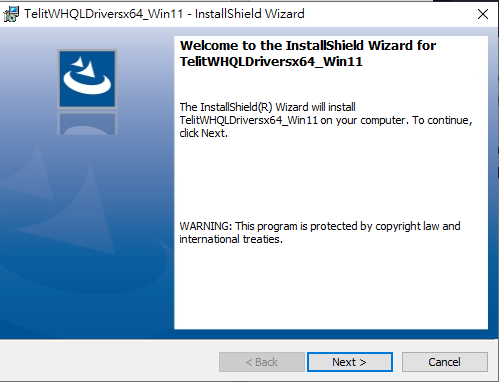 TelitWHQLDriversx64_Win11 - InstallShield Wizard
Welcome to the InstallShield Wizard for
TelitWHQLDriversx64_Win11
The InstallShield(R) Wizard will install
TelitWHQLDriversx64_Win11 on your computer. To continue,
click Next.
WARNING: This program is protected by copyright law and
international treaties.
< Back
Next >
Cancel